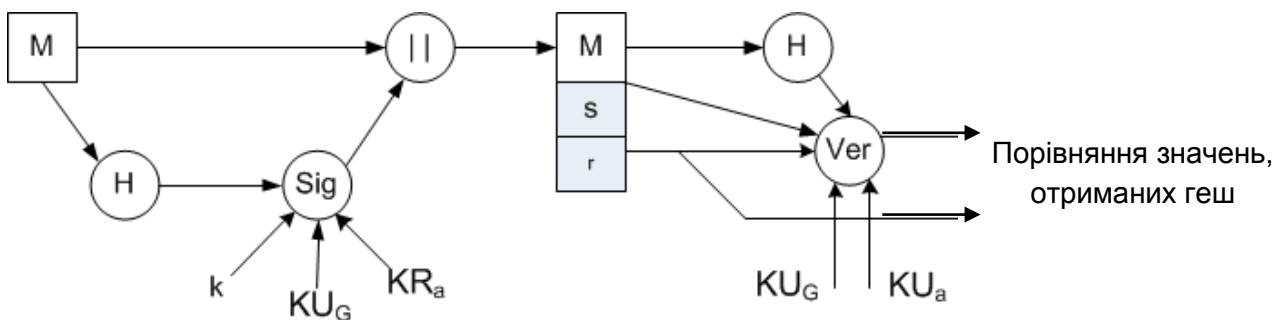 M
||
M
H
s
r
H
Sig
Ver
Порівняння значень,
отриманих геш
k
KU_G
KR_a
KU_G
KU_a